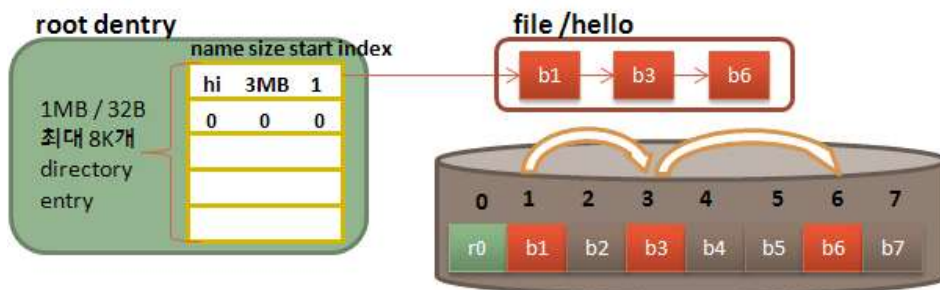 root dentry
name size start index
hi 3MB 1
0 0 0
1MB / 32B
최대 8K개
directory
entry
file /hello
b1 b3 b6
0 1 2 3 4 5 6 7
r0 b1 b2 b3 b4 b5 b6 b7